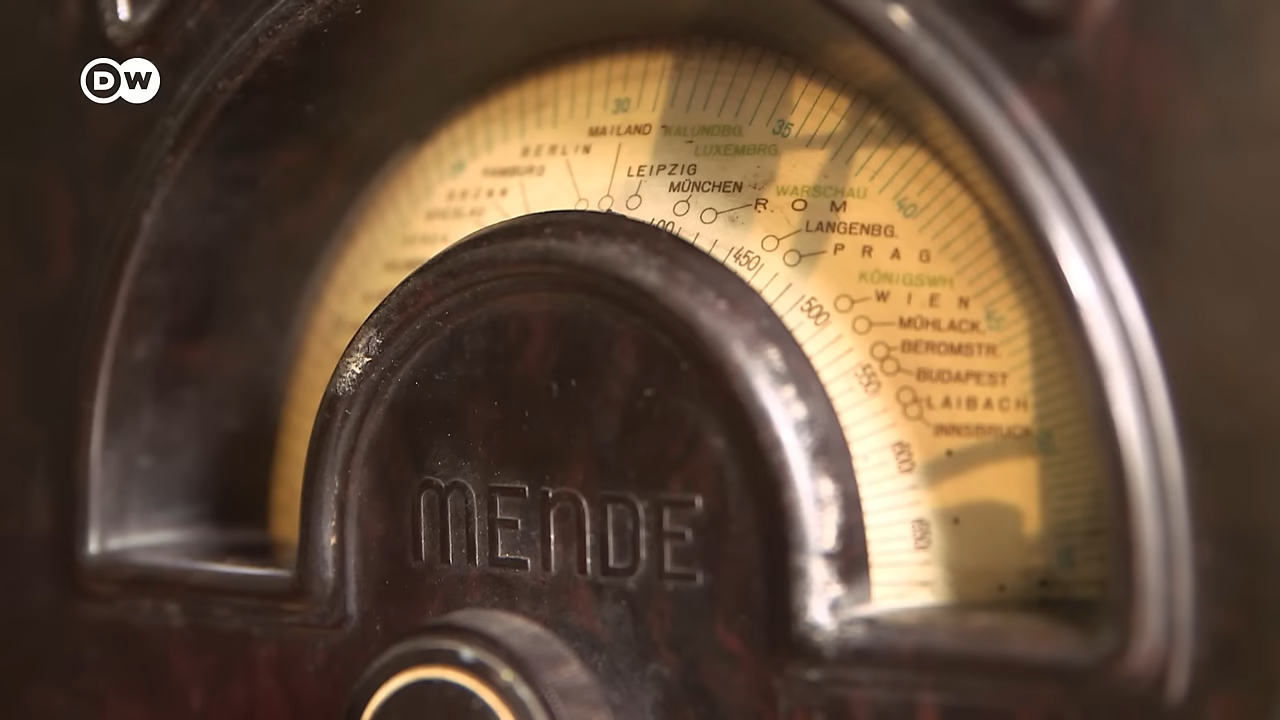 DW
30
MAILAND KALUNDBG.
35
BERLIN
LUXEMBRG.
HAMBURG
LEIPZIG
MÜNCHEN
WARSCHAU
ROM
40
LANGENBG.
450
PRAG
KÖNIGSWH.
WIEN
500
MÜHLACK.
BEROMSTR.
550
BUDAPEST
LAIBACH
INNSBRUCK
600
650
MENDE